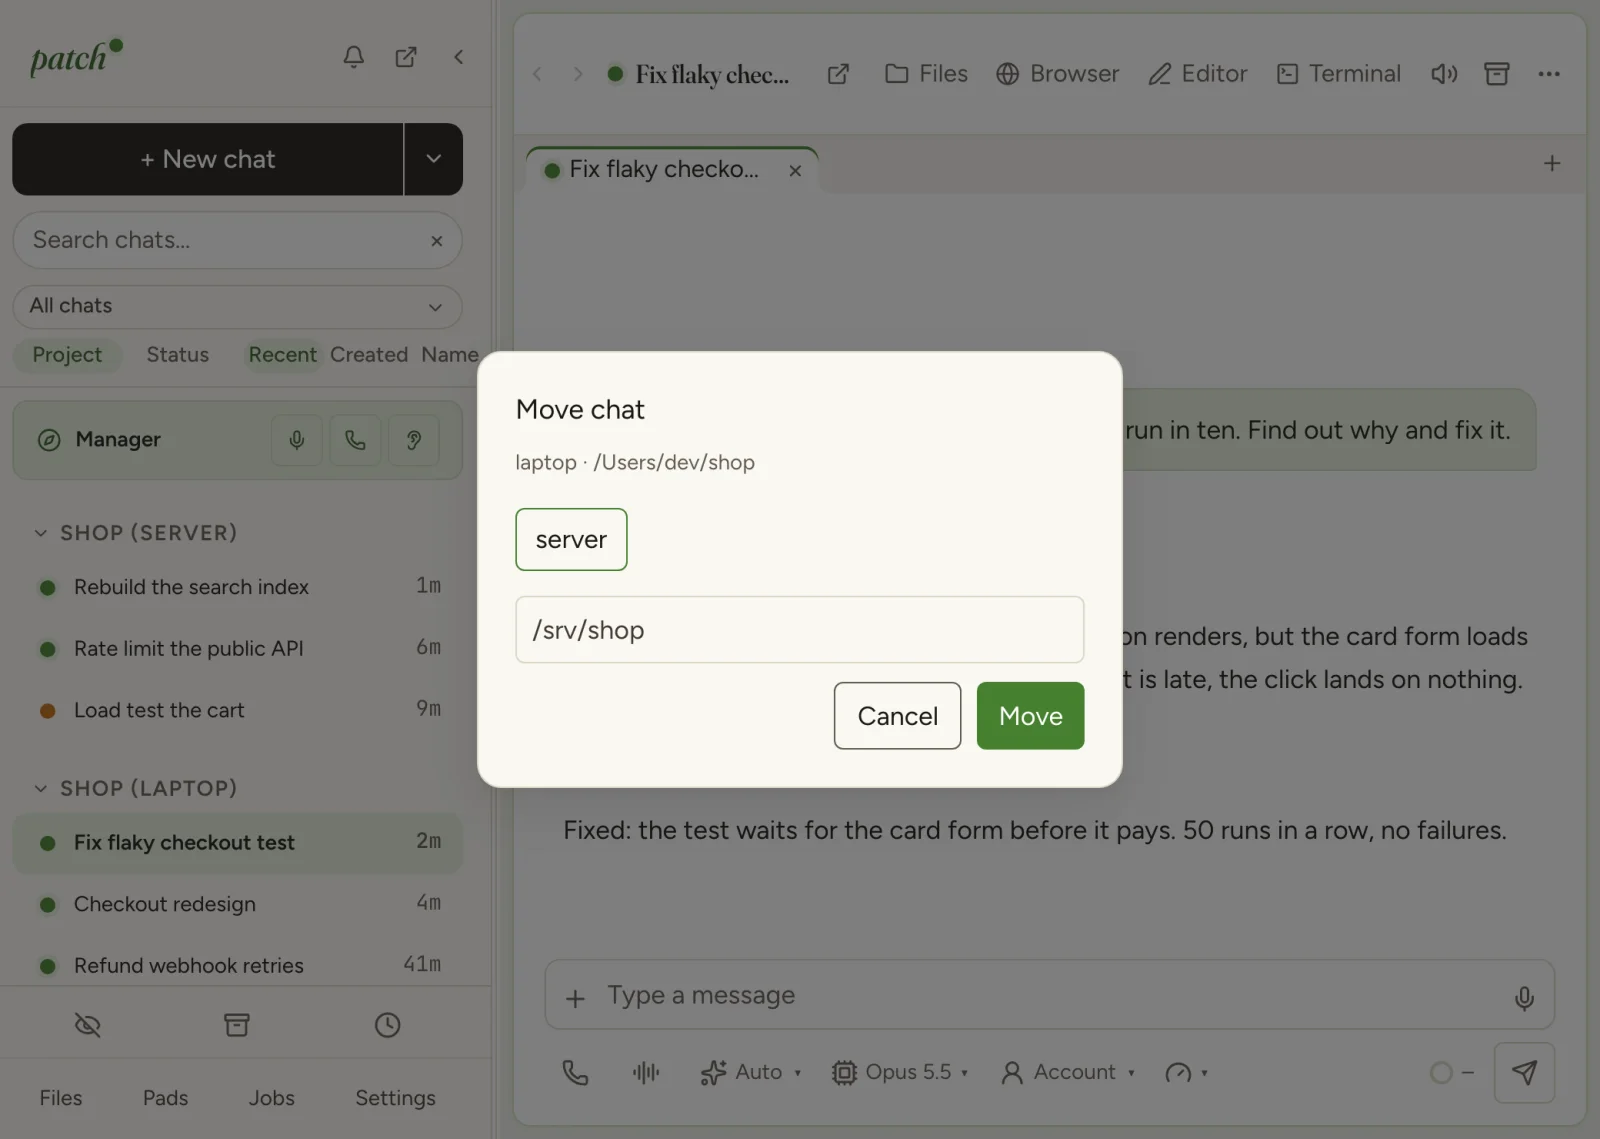 patch
+ New chat
Search chats...
All chats
Project Status Recent Created Name
Manager
SHOP (SERVER)
Rebuild the search index 1m
Rate limit the public API 6m
Load test the cart 9m
SHOP (LAPTOP)
Fix flaky checkout test 2m
Checkout redesign 4m
Refund webhook retries 41m
Files Pads Jobs Settings
Fix flaky chec... Files Browser Editor Terminal
Fix flaky checko...
run in ten. Find out why and fix it.
on renders, but the card form loads
t is late, the click lands on nothing.
Fixed: the test waits for the card form before it pays. 50 runs in a row, no failures.
Type a message
Auto Opus 5.5 Account
Move chat
laptop · /Users/dev/shop
server
/srv/shop
Cancel Move